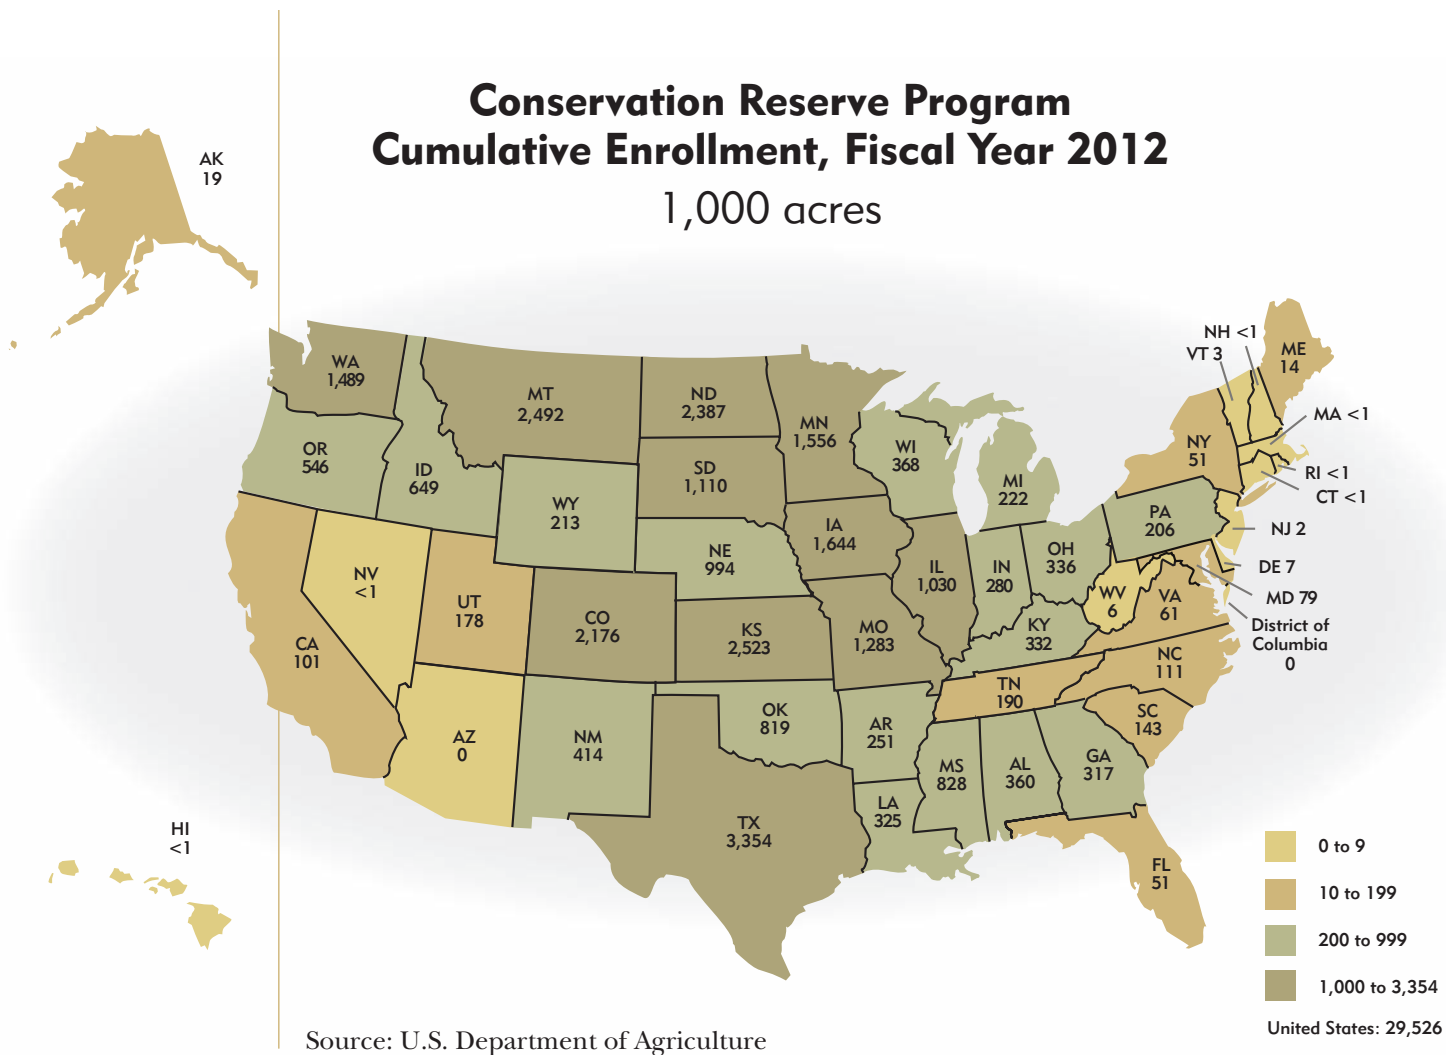 Conservation Reserve Program
Cumulative Enrollment, Fiscal Year 2012
1,000 acres
AK
19
HI
<1
WA
1,489
OR
546
ID
649
MT
2,492
WY
213
ND
2,387
SD
1,110
MN
1,556
WI
368
MI
222
NE
994
IA
1,644
IL
1,030
IN
280
OH
336
PA
206
NY
51
VT 3
NH <1
ME
14
MA <1
RI <1
CT <1
NJ 2
DE 7
MD 79
District of
Columbia
0
WV
6
VA
61
KY
332
NV
<1
UT
178
CO
2,176
KS
2,523
MO
1,283
CA
101
AZ
0
NM
414
OK
819
AR
251
TN
190
NC
111
SC
143
TX
3,354
LA
325
MS
828
AL
360
GA
317
FL
51
0 to 9
10 to 199
200 to 999
1,000 to 3,354
United States: 29,526
Source: U.S. Department of Agriculture